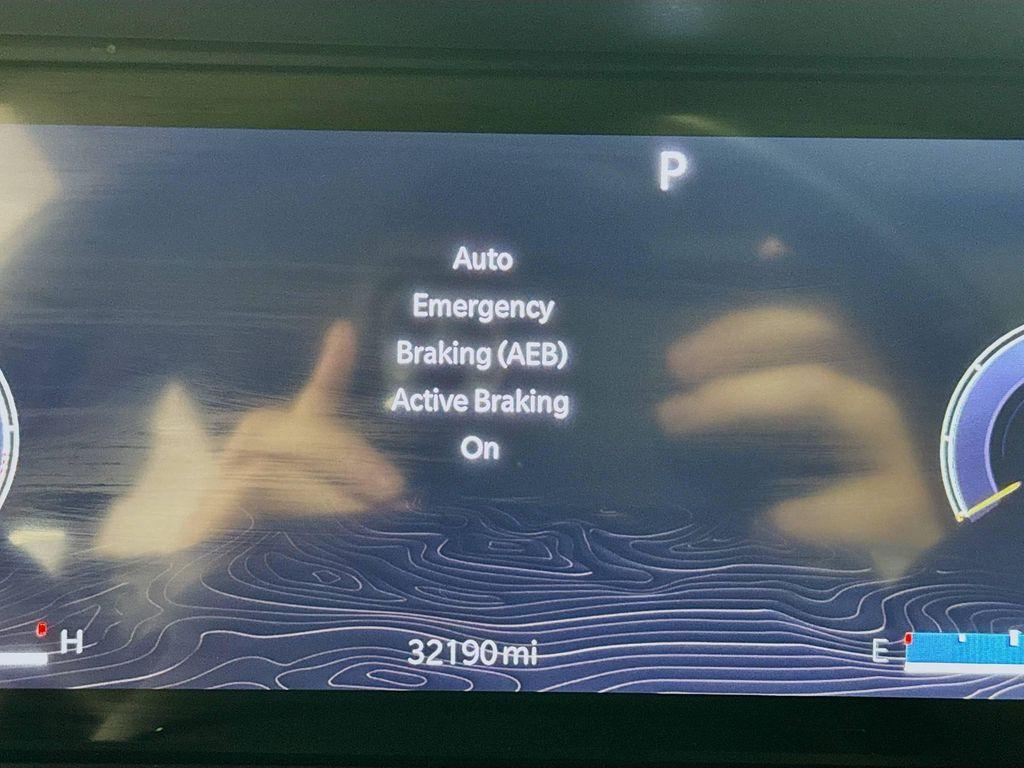 P
Auto
Emergency
Braking (AEB)
Active Braking
On
H
32190 mi
E